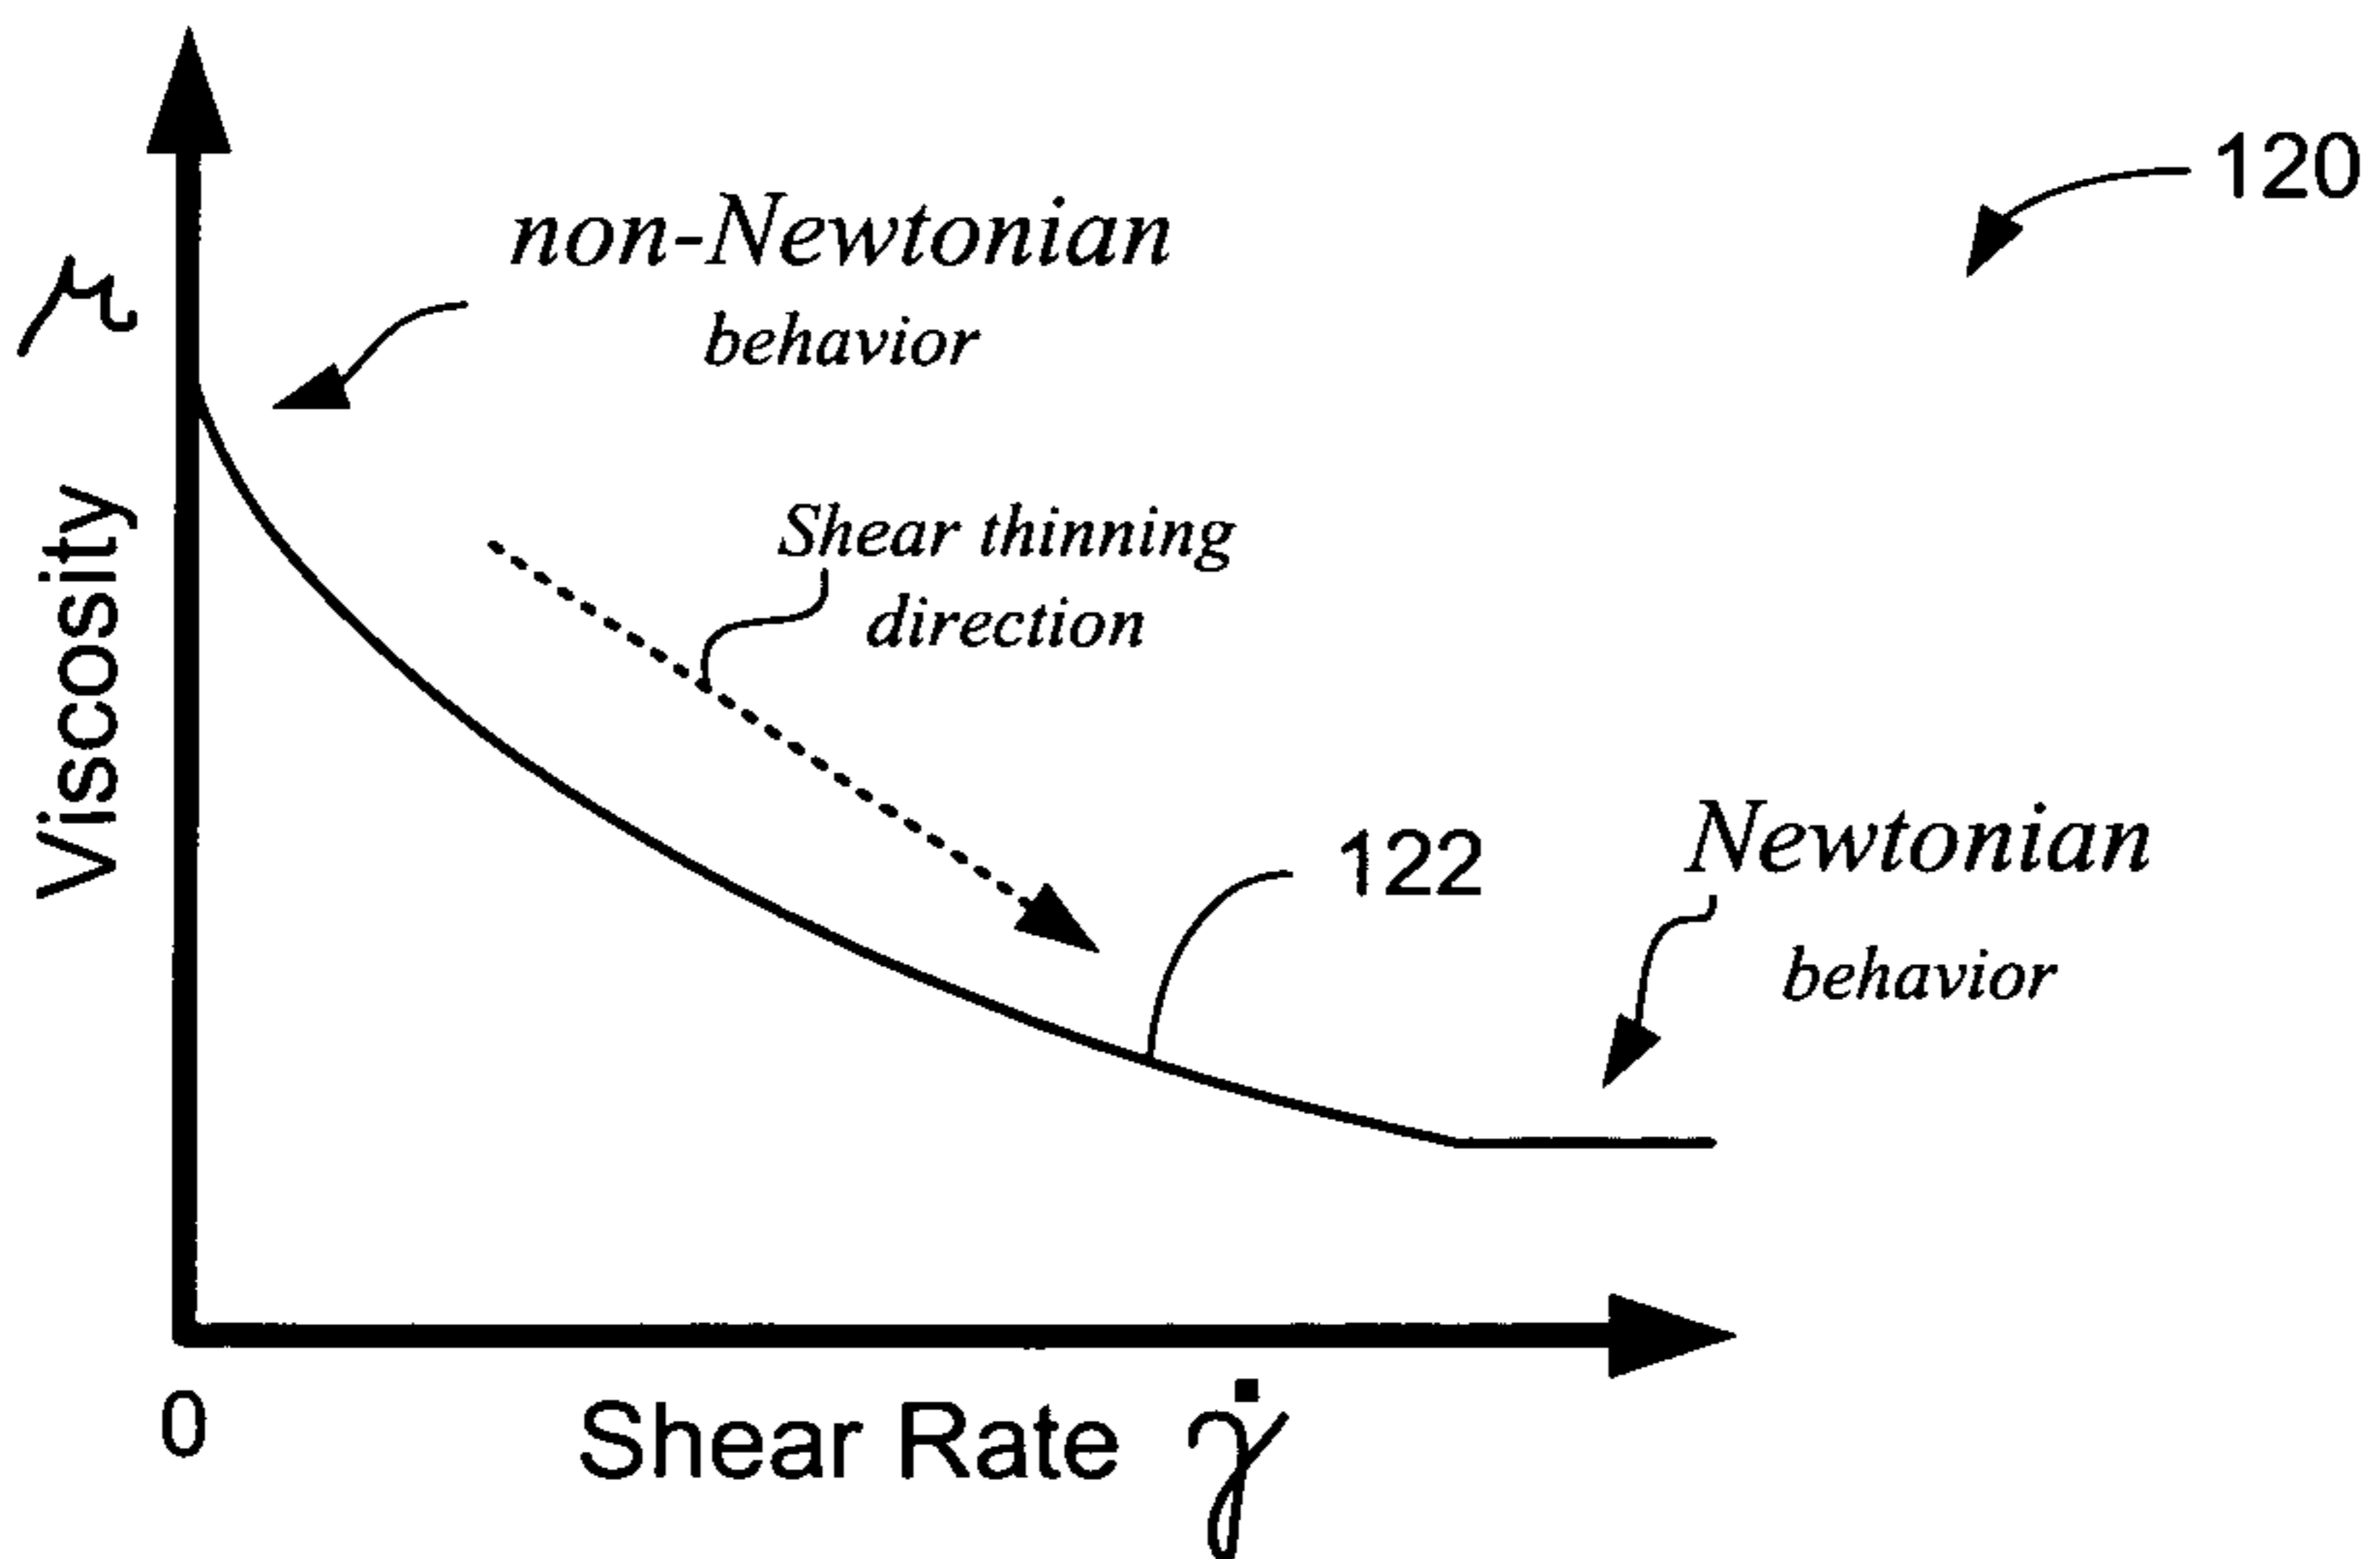 120
non-Newtonian
behavior
μ
Shear thinning
direction
Viscosity
122
Newtonian
behavior
0
Shear Rate γ̇